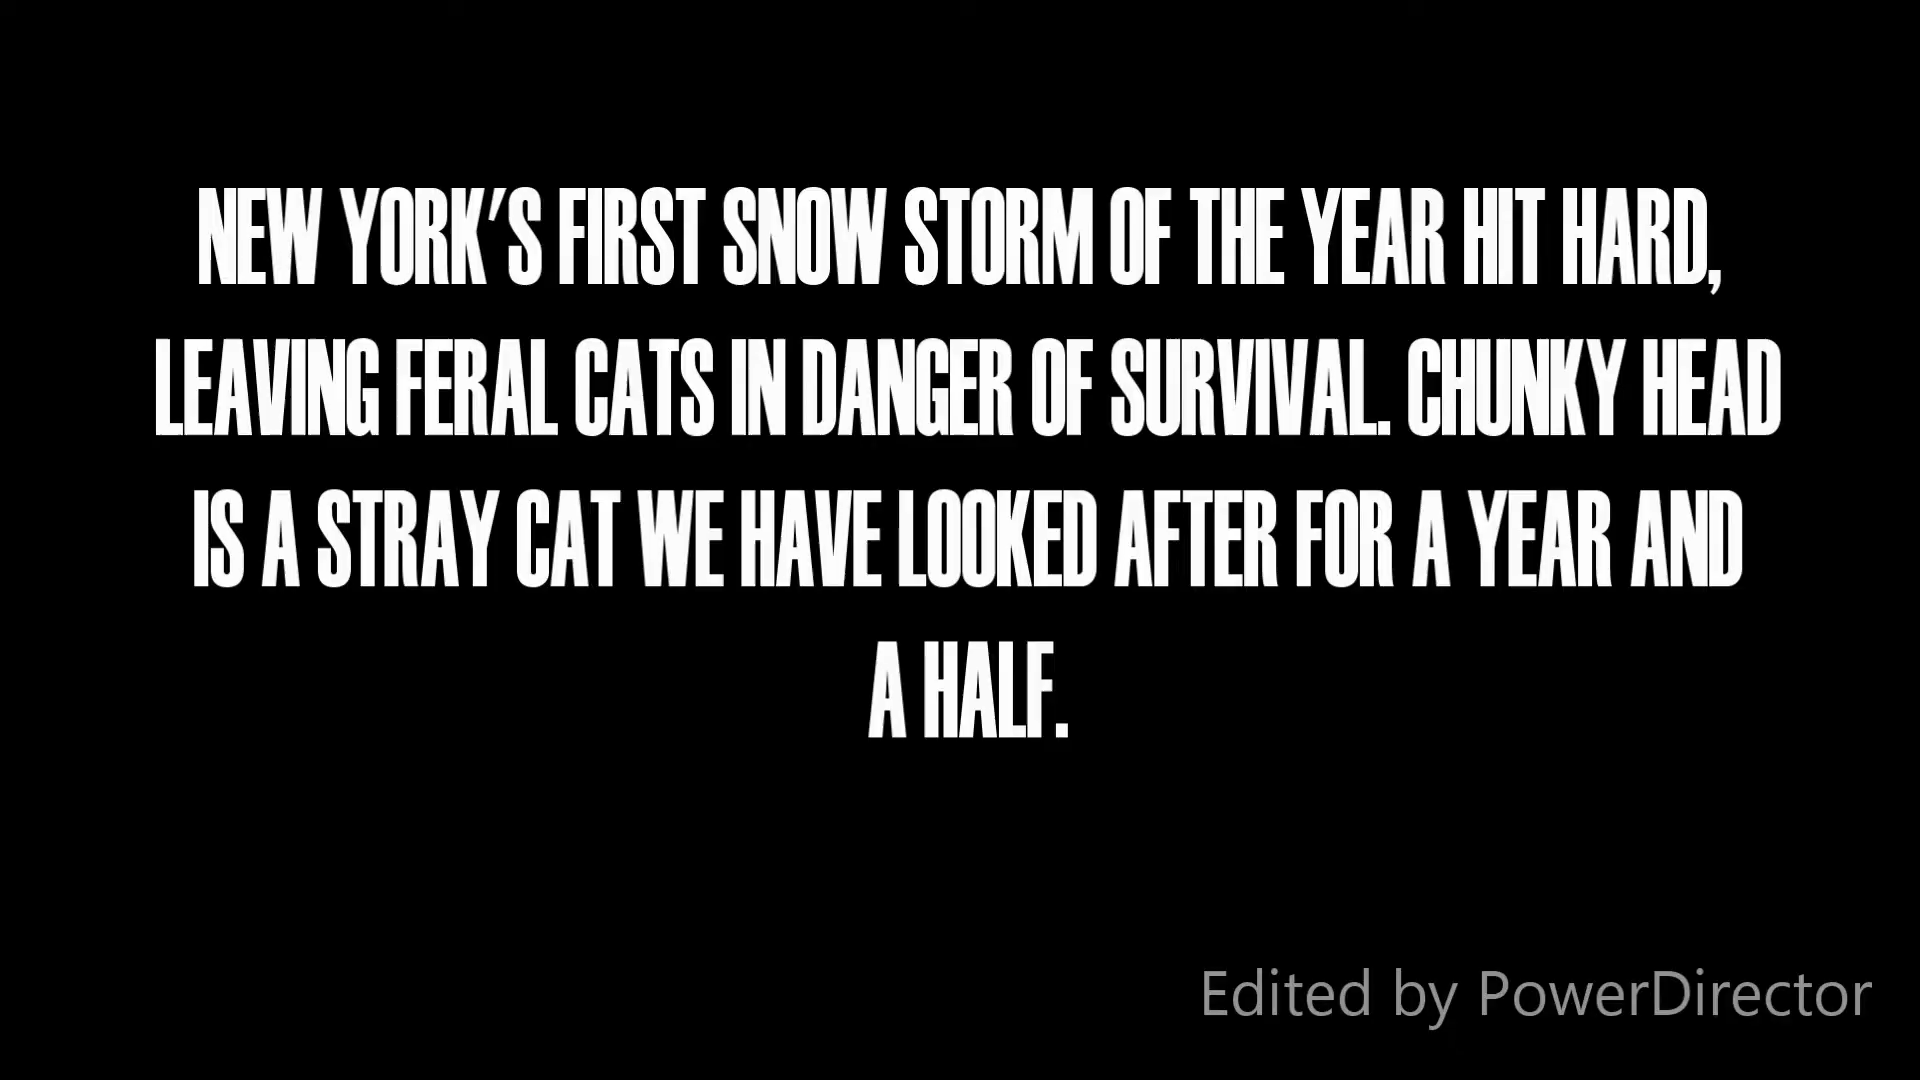 NEW YORK'S FIRST SNOW STORM OF THE YEAR HIT HARD,
LEAVING FERAL CATS IN DANGER OF SURVIVAL. CHUNKY HEAD
IS A STRAY CAT WE HAVE LOOKED AFTER FOR A YEAR AND
A HALF.
Edited by PowerDirector